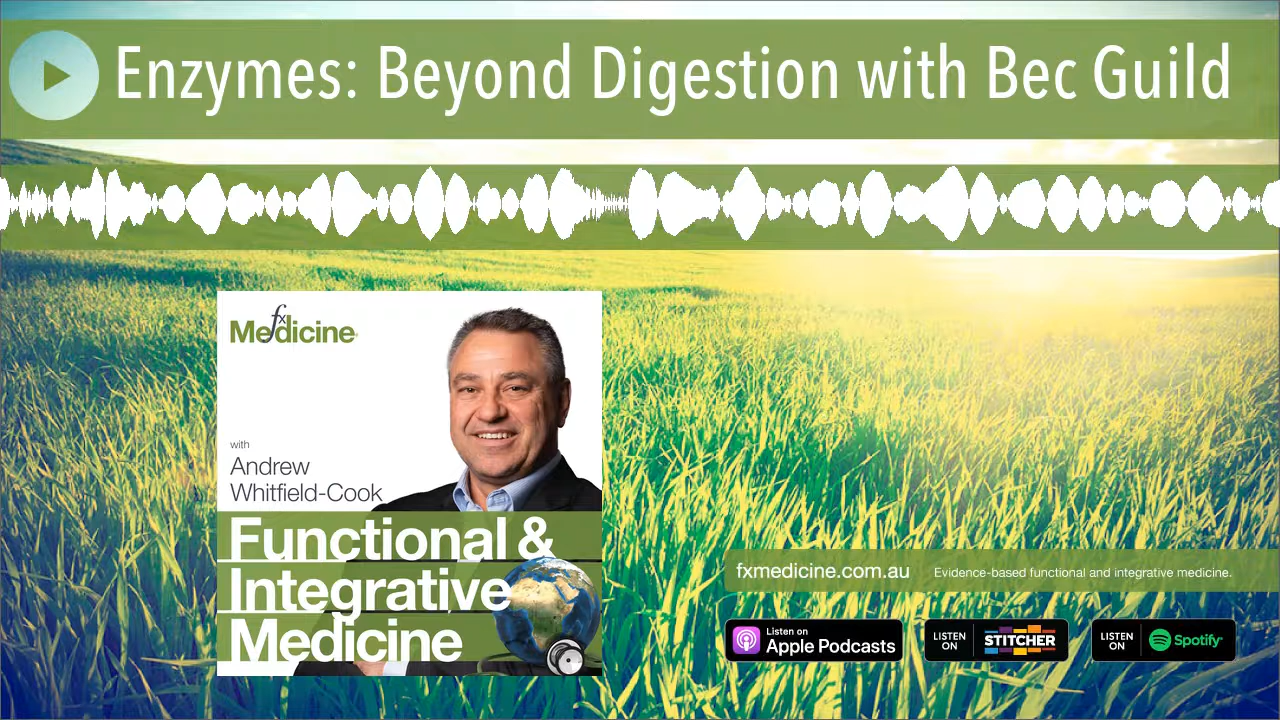 Enzymes: Beyond Digestion with Bec Guild
fx
Medicine
with
Andrew
Whitfield-Cook
Functional &
Integrative
Medicine
fxmedicine.com.au
Evidence-based functional and integrative medicine.
Listen on
Apple Podcasts
LISTEN
ON
STITCHER
LISTEN
ON
Spotify